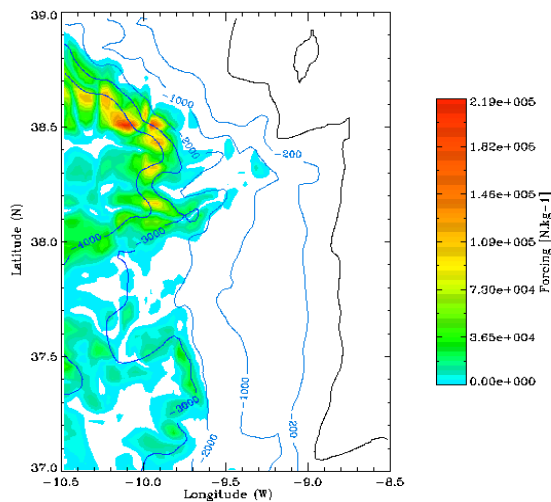 39.0
38.5
38.0
37.5
37.0
-10.5
-10.0
-9.5
-9.0
-8.5
Latitude (N)
Longitude (W)
-1000
-2000
-200
-4000
-3000
-3000
-1000
-200
-2000
2.19e+005
1.82e+005
1.46e+005
1.09e+005
7.30e+004
3.65e+004
0.00e+000
Forcing [N.kg-1]